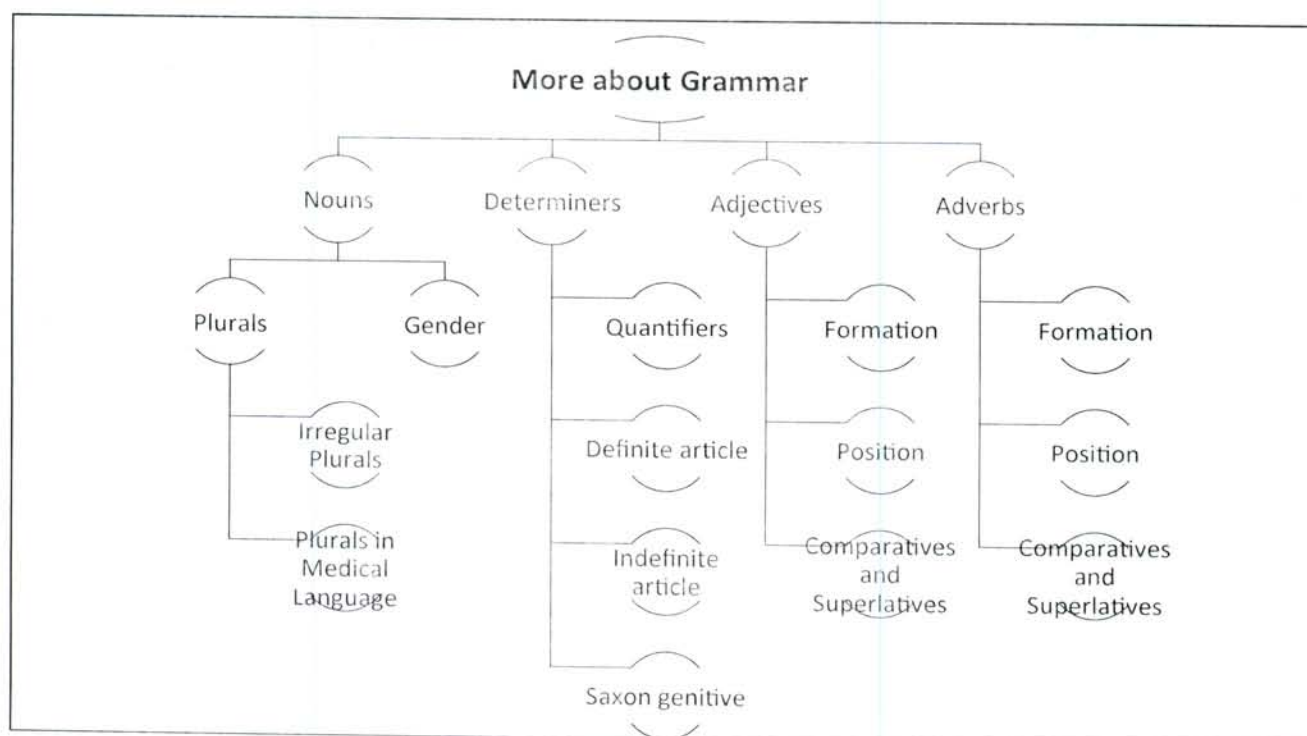 More about Grammar
Nouns
Determiners
Adjectives
Adverbs
Plurals
Gender
Quantifiers
Formation
Formation
Irregular
Plurals
Definite article
Position
Position
Plurals in
Medical
Language
Indefinite
article
Comparatives
and
Superlatives
Comparatives
and
Superlatives
Saxon genitive